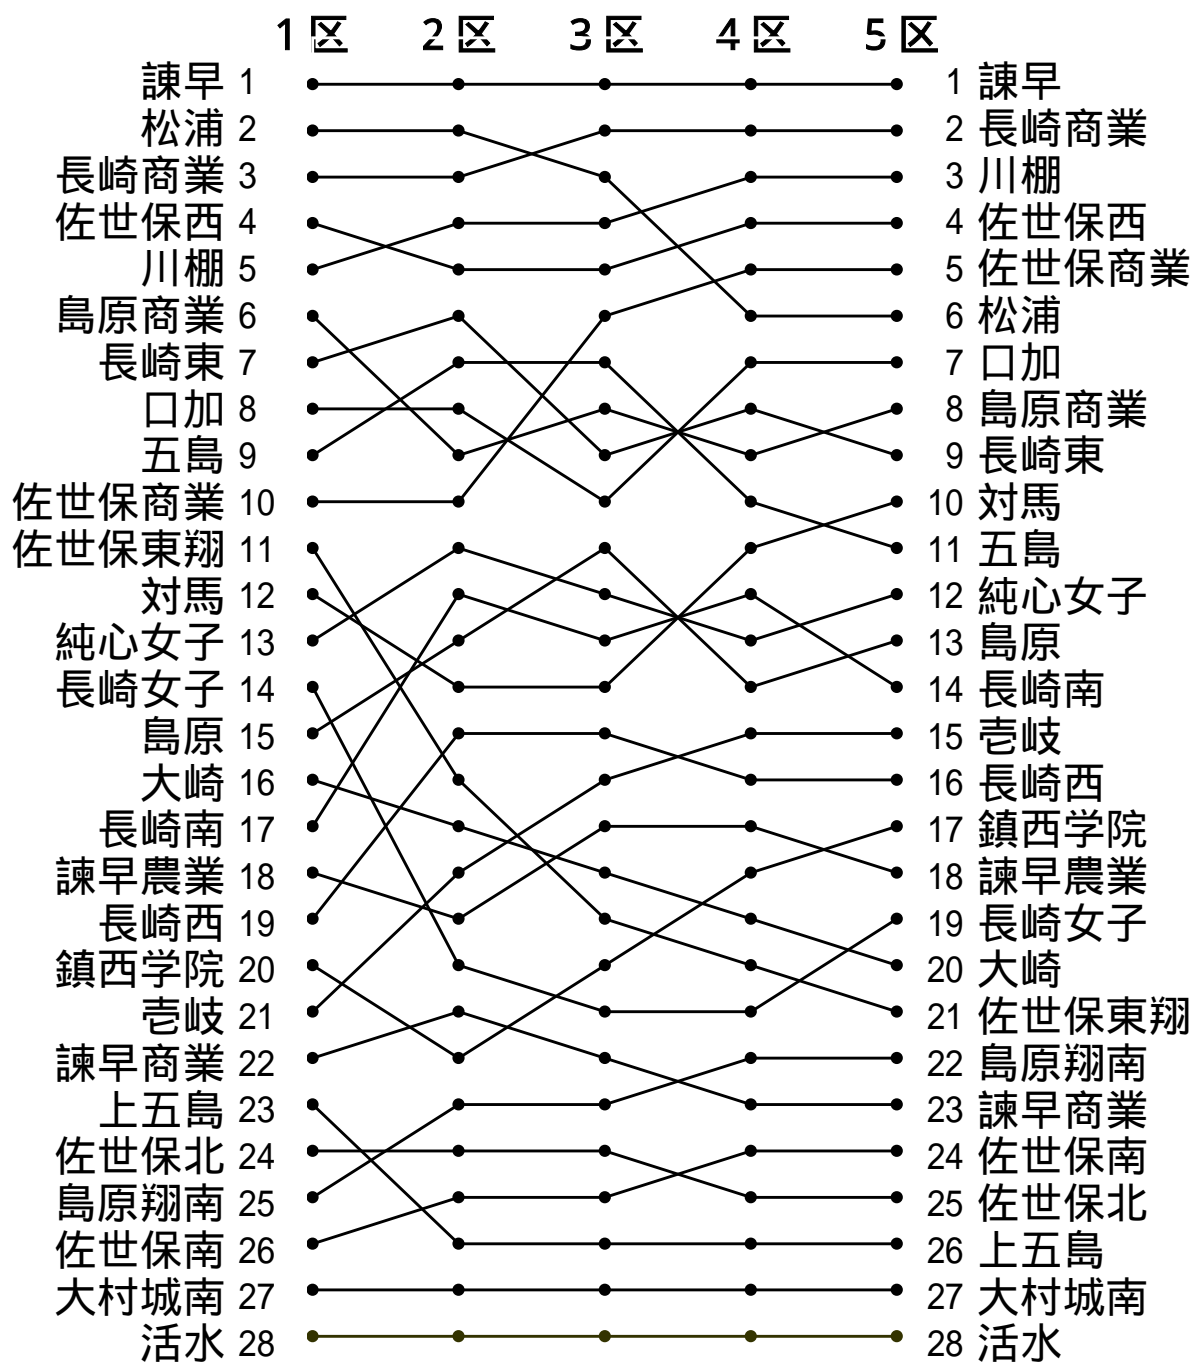 1区 2区 3区 4区 5区
諌早 1 1 諌早
松浦 2 2 長崎商業
長崎商業 3 3 川棚
佐世保西 4 4 佐世保西
川棚 5 5 佐世保商業
島原商業 6 6 松浦
長崎東 7 7 口加
口加 8 8 島原商業
五島 9 9 長崎東
佐世保商業 10 10 対馬
佐世保東翔 11 11 五島
対馬 12 12 純心女子
純心女子 13 13 島原
長崎女子 14 14 長崎南
島原 15 15 壱岐
大崎 16 16 長崎西
長崎南 17 17 鎮西学院
諫早農業 18 18 諫早農業
長崎西 19 19 長崎女子
鎮西学院 20 20 大崎
壱岐 21 21 佐世保東翔
諫早商業 22 22 島原翔南
上五島 23 23 諫早商業
佐世保北 24 24 佐世保南
島原翔南 25 25 佐世保北
佐世保南 26 26 上五島
大村城南 27 27 大村城南
活水 28 28 活水